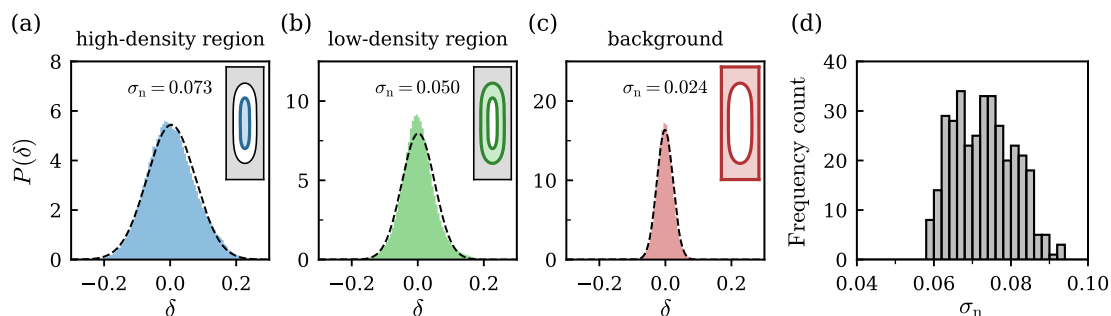 (a)
high-density region
σn = 0.073
P(δ)
8
6
4
2
0
−0.2
0.0
0.2
δ
(b)
low-density region
σn = 0.050
10
5
0
−0.2
0.0
0.2
δ
(c)
background
σn = 0.024
20
10
0
−0.2
0.0
0.2
δ
(d)
Frequency count
40
30
20
10
0
0.04
0.06
0.08
0.10
σn